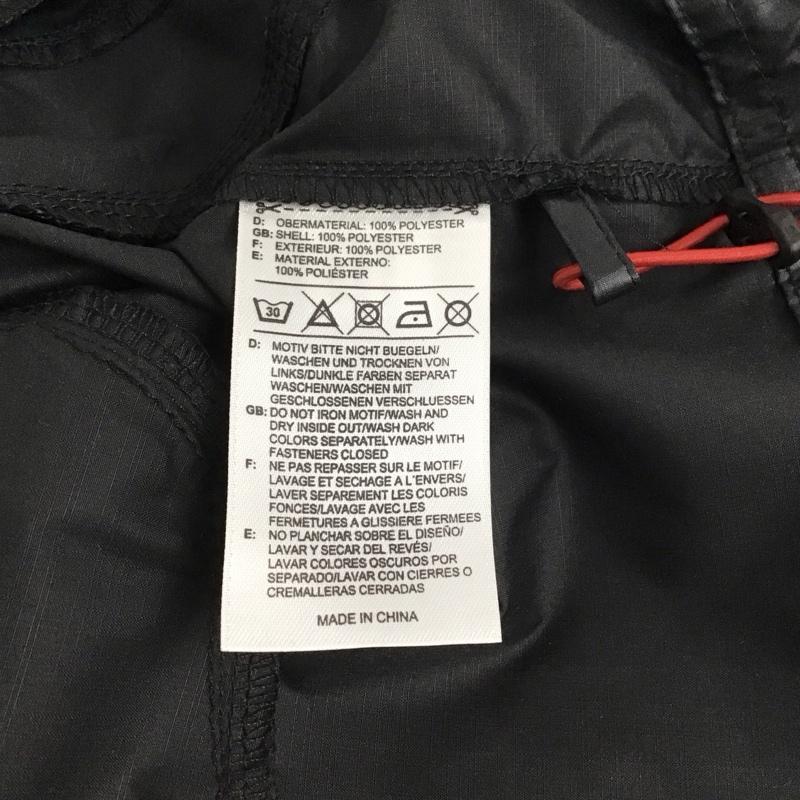 D: OBERMATERIAL: 100% POLYESTER
GB: SHELL: 100% POLYESTER
F: EXTERIEUR: 100% POLYESTER
E: MATERIAL EXTERNO:
100% POLIÉSTER
30
D: MOTIV BITTE NICHT BUEGELN/
WASCHEN UND TROCKNEN VON
LINKS/DUNKLE FARBEN SEPARAT
WASCHEN/WASCHEN MIT
GESCHLOSSENEN VERSCHLUESSEN
GB: DO NOT IRON MOTIF/WASH AND
DRY INSIDE OUT/WASH DARK
COLORS SEPARATELY/WASH WITH
FASTENERS CLOSED
F: NE PAS REPASSER SUR LE MOTIF/
LAVAGE ET SECHAGE A L'ENVERS/
LAVER SEPAREMENT LES COLORIS
FONCES/LAVAGE AVEC LES
FERMETURES A GLISSIERE FERMEES
E: NO PLANCHAR SOBRE EL DISEÑO/
LAVAR Y SECAR DEL REVÉS/
LAVAR COLORES OSCUROS POR
SEPARADO/LAVAR CON CIERRES O
CREMALLERAS CERRADAS
MADE IN CHINA